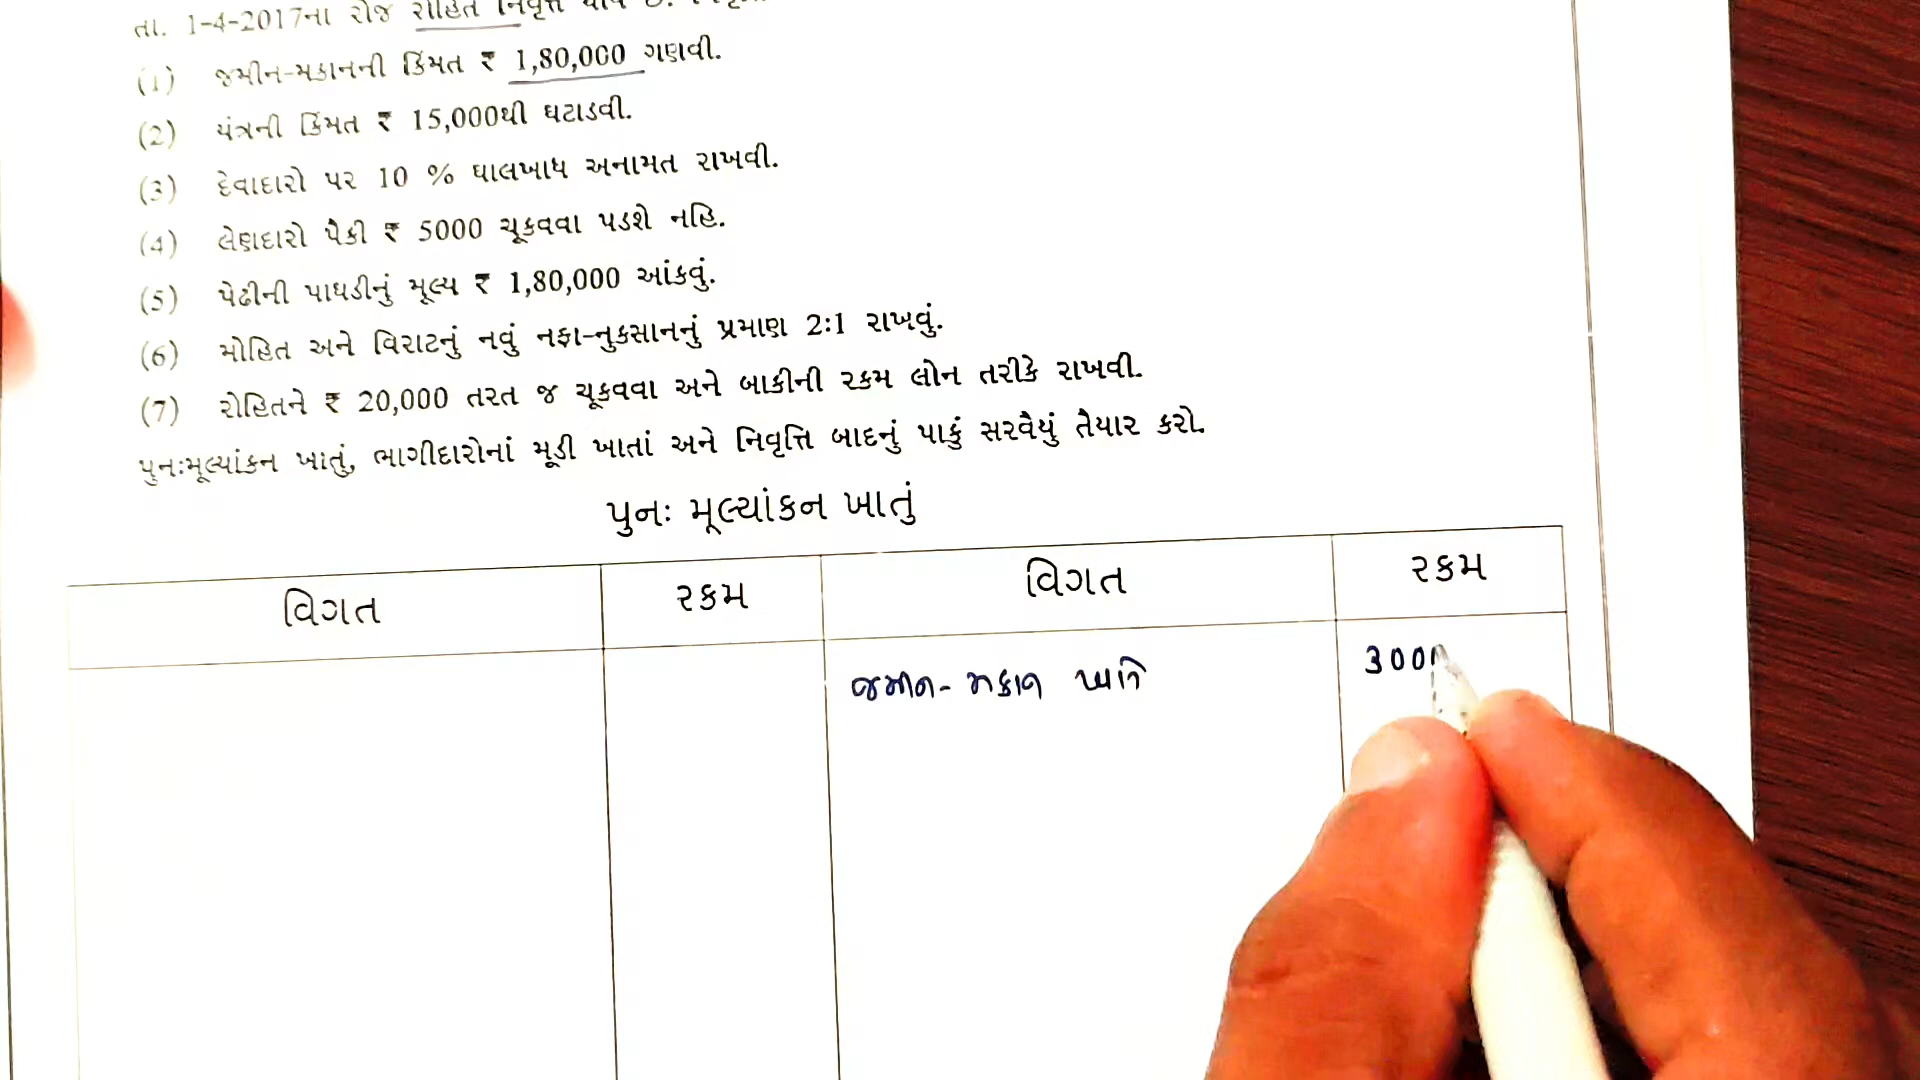 તા. 1-4-2017ના રોજ રોહિત નિવૃત્ત થાય છે.
(1) જમીન-મકાનની કિંમત ₹ 1,80,000 ગણવી.
(2) યંત્રની કિંમત ₹ 15,000થી ઘટાડવી.
(3) દેવાદારો પર 10 % ઘાલખાધ અનામત રાખવી.
(4) લેણદારો પૈકી ₹ 5000 ચૂકવવા પડશે નહિ.
(5) પેઢીની પાઘડીનું મૂલ્ય ₹ 1,80,000 આંકવું.
(6) મોહિત અને વિરાટનું નવું નફા-નુકસાનનું પ્રમાણ 2:1 રાખવું.
(7) રોહિતને ₹ 20,000 તરત જ ચૂકવવા અને બાકીની રકમ લોન તરીકે રાખવી.
પુનઃમૂલ્યાંકન ખાતું, ભાગીદારોનાં મૂડી ખાતાં અને નિવૃત્તિ બાદનું પાકું સરવૈયું તૈયાર કરો.
પુનઃ મૂલ્યાંકન ખાતું
વિગત રકમ વિગત રકમ
જમીન-મકાન ખાતે 3000